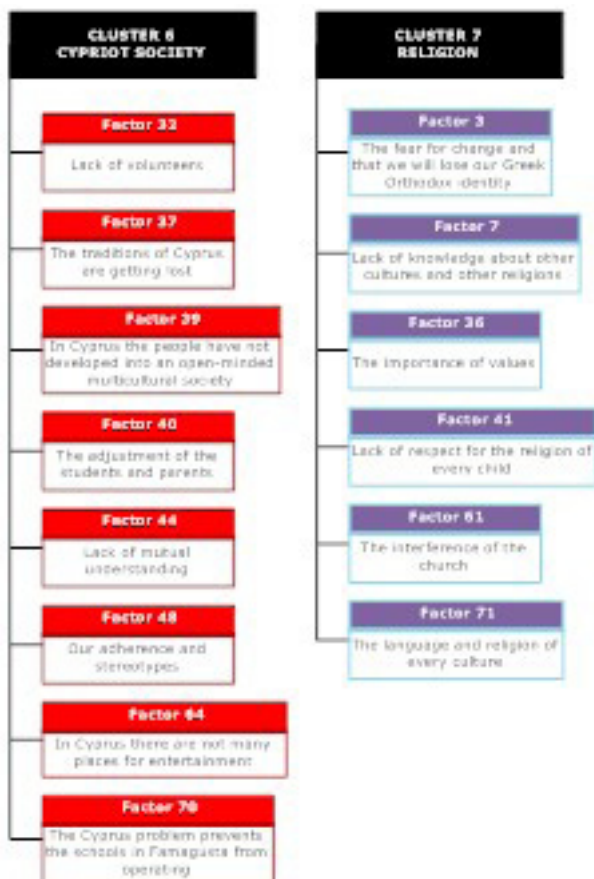 CLUSTER 6
CYPRIOT SOCIETY
Factor 32
Lack of volunteers
Factor 37
The traditions of Cyprus
are getting lost
Factor 39
In Cyprus the people have not
developed into an open-minded
multicultural society
Factor 40
The adjustment of the
students and parents
Factor 44
Lack of mutual
understanding
Factor 48
Our adherence and
stereotypes
Factor 64
In Cyprus there are not many
places for entertainment
Factor 70
The Cyprus problem prevents
the schools in Famagusta from
operating
CLUSTER 7
RELIGION
Factor 3
The fear for change and
that we will lose our Greek
Orthodox identity
Factor 7
Lack of knowledge about other
cultures and other religions
Factor 36
The importance of values
Factor 41
Lack of respect for the religion of
every child
Factor 61
The interference of the
church
Factor 71
The language and religion of
every culture